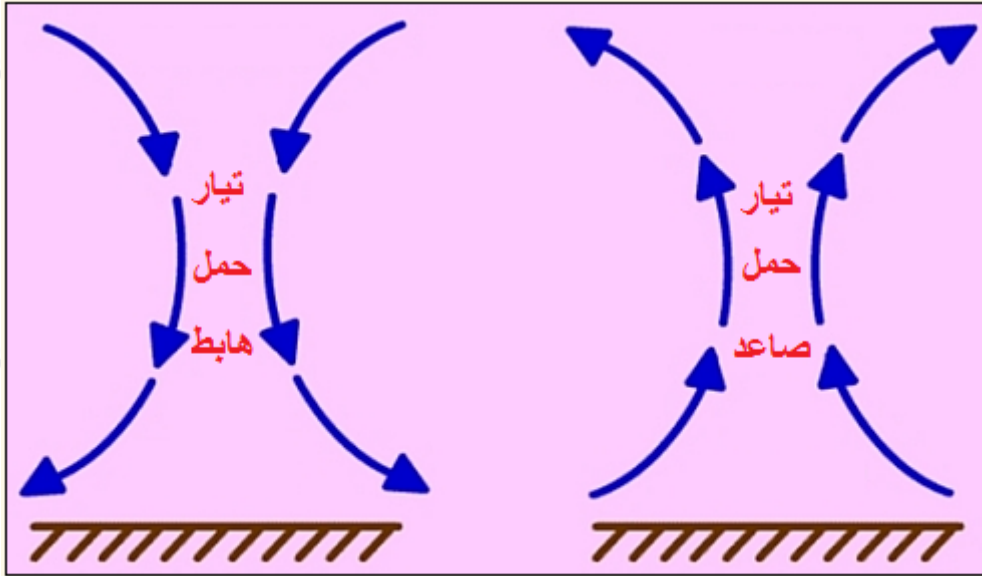 تيار
حمل
صاعد
تيار
حمل
هابط